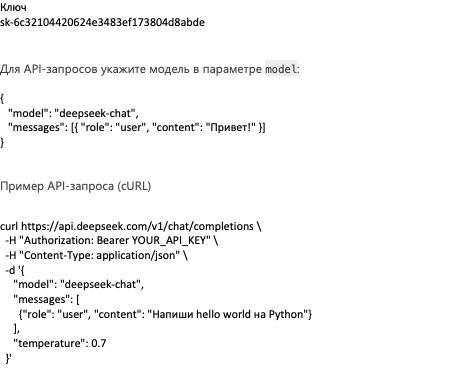 Ключ
sk-6c32104420624e3483ef173804d8abde
Для API-запросов укажите модель в параметре model:
{
"model": "deepseek-chat",
"messages": [{ "role": "user", "content": "Привет!" }]
}
Пример API-запроса (cURL)
curl https://api.deepseek.com/v1/chat/completions \
-H "Authorization: Bearer YOUR_API_KEY" \
-H "Content-Type: application/json" \
-d '{
"model": "deepseek-chat",
"messages": [
{"role": "user", "content": "Напиши hello world на Python"}
],
"temperature": 0.7
}'